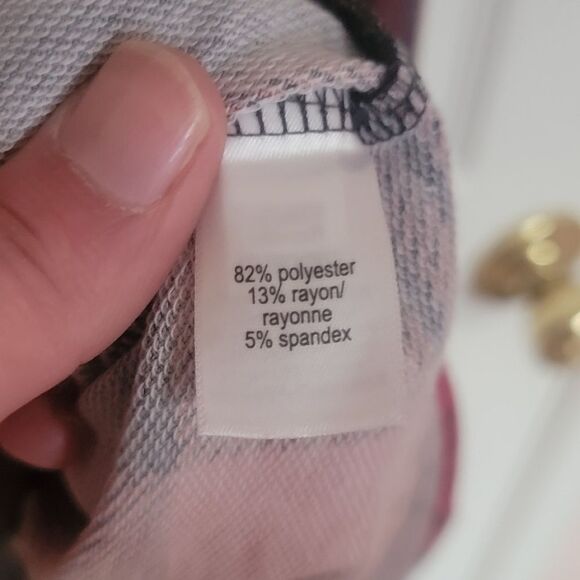 82% polyester
13% rayon/
rayonne
5% spandex